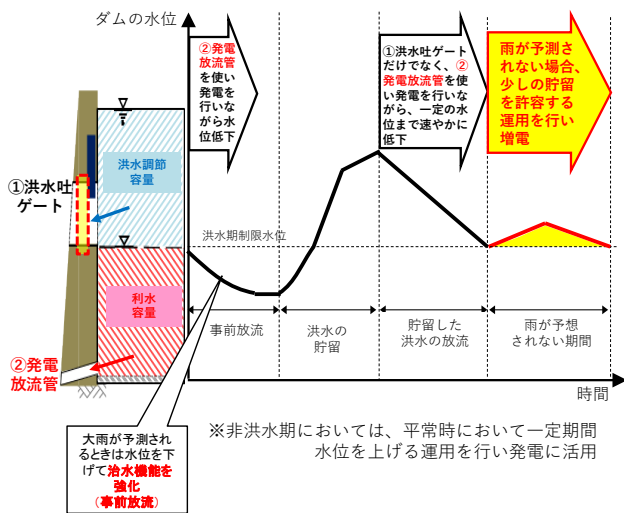 ダムの水位
②発電
放流管
を使い
発電を
行いな
がら水
位低下
①洪水吐ゲート
だけでなく、②
発電放流管を使
い発電を行いな
がら、一定の水
位まで速やかに
低下
雨が予測さ
れない場合、
少しの貯留
を許容する
運用を行い
増電
①洪水吐
ゲート
洪水調節
容量
洪水期制限水位
利水
容量
②発電
放流管
事前放流
洪水の
貯留
貯留した
洪水の放流
雨が予想
されない期間
時間
大雨が予測され
るときは水位を下
げて治水機能を
強化
(事前放流)
※非洪水期においては、平常時において一定期間
水位を上げる運用を行い発電に活用